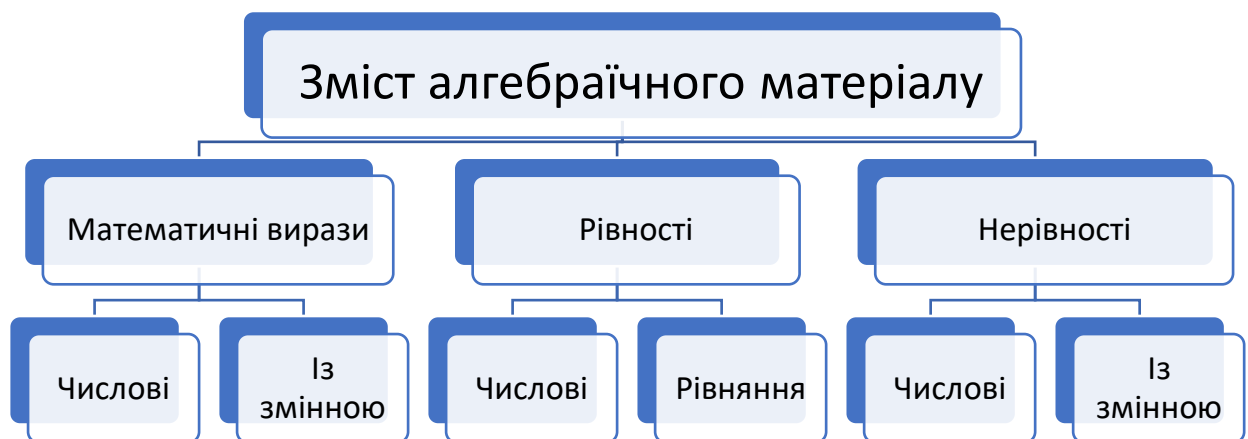 Зміст алгебраїчного матеріалу
Математичні вирази
Рівності
Нерівності
Числові
Із
змінною
Числові
Рівняння
Числові
Із
змінною